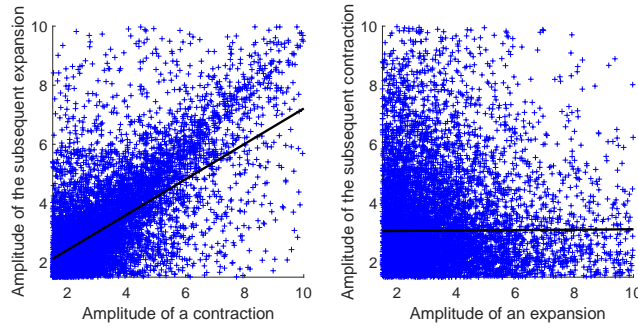 10
8
6
4
2
Amplitude of the subsequent expansion
2 4 6 8 10
Amplitude of a contraction
10
8
6
4
2
Amplitude of the subsequent contraction
2 4 6 8 10
Amplitude of an expansion